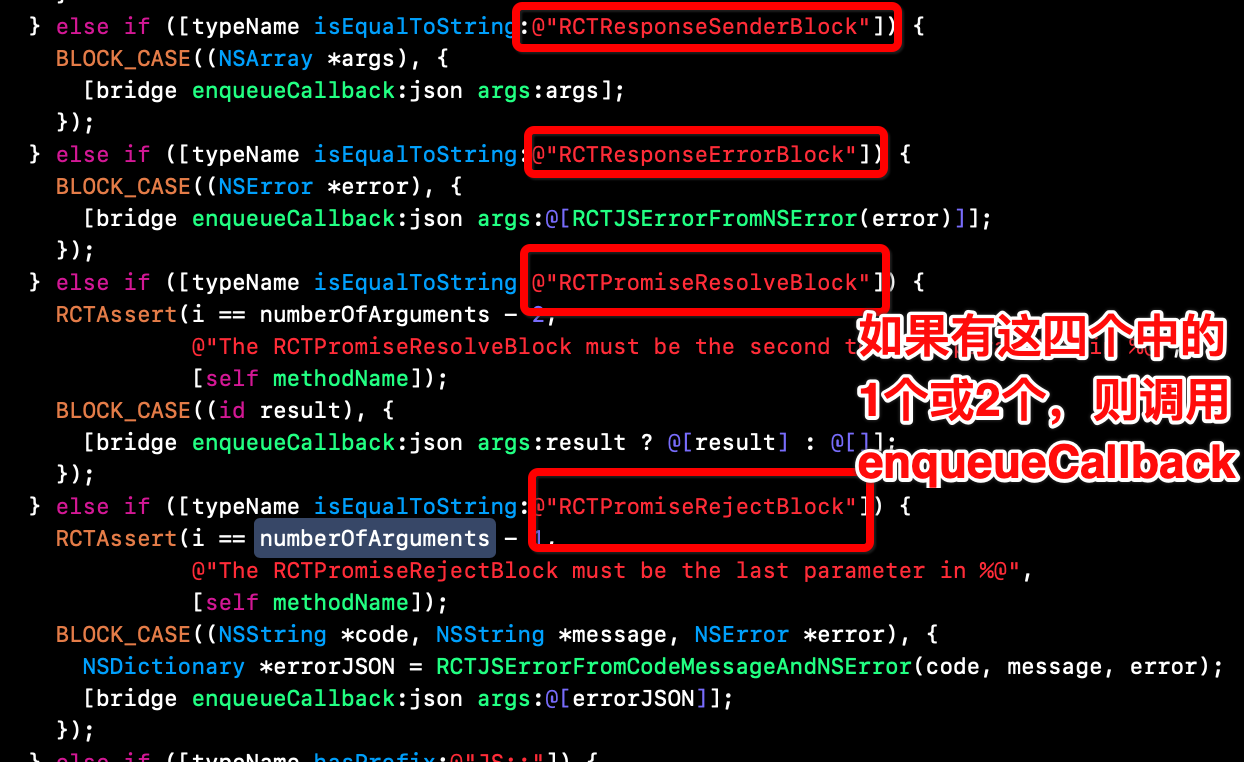 } else if ([typeName isEqualToString:@"RCTResponseSenderBlock"]) {
BLOCK_CASE((NSArray *args), {
[bridge enqueueCallback:json args:args];
});
} else if ([typeName isEqualToString:@"RCTResponseErrorBlock"]) {
BLOCK_CASE((NSError *error), {
[bridge enqueueCallback:json args:@[RCTJSErrorFromNSError(error)]];
});
} else if ([typeName isEqualToString:@"RCTPromiseResolveBlock"]) {
RCTAssert(i == numberOfArguments - 2,
@"The RCTPromiseResolveBlock must be the second
[self methodName]);
BLOCK_CASE((id result), {
[bridge enqueueCallback:json args:result ? @[result] : @[]];
});
} else if ([typeName isEqualToString:@"RCTPromiseRejectBlock"]) {
RCTAssert(i == numberOfArguments - 1,
@"The RCTPromiseRejectBlock must be the last parameter in %@",
[self methodName]);
BLOCK_CASE((NSString *code, NSString *message, NSError *error), {
NSDictionary *errorJSON = RCTJSErrorFromCodeMessageAndNSError(code, message, error);
[bridge enqueueCallback:json args:@[errorJSON]];
});
} else if ([typeName hasPrefix:@"JS::"]) {
如果有这四个中的
1个或2个，则调用
enqueueCallback